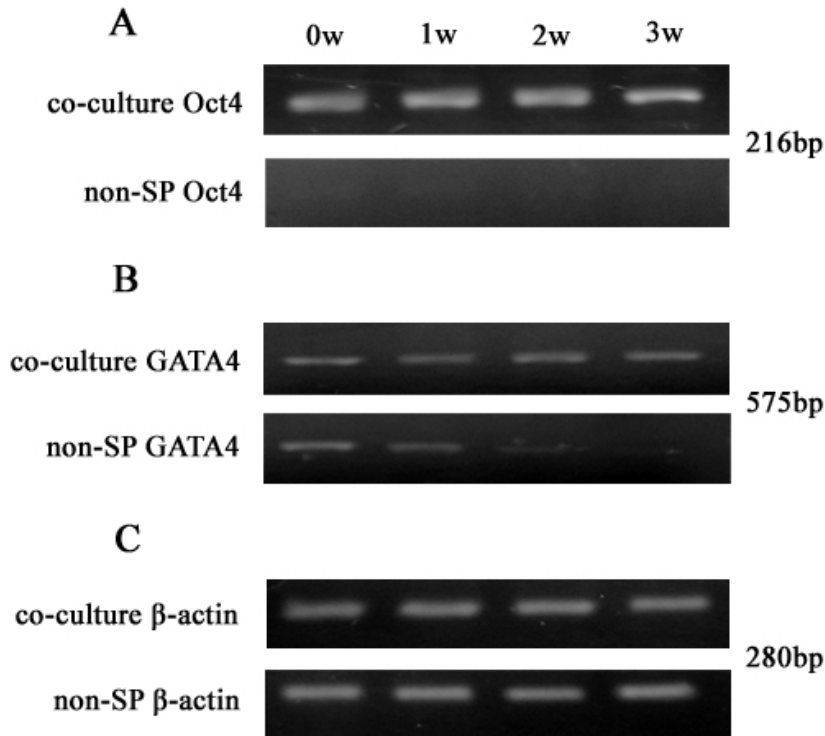 A
0w 1w 2w 3w
co-culture Oct4
216bp
non-SP Oct4
B
co-culture GATA4
575bp
non-SP GATA4
C
co-culture β-actin
280bp
non-SP β-actin